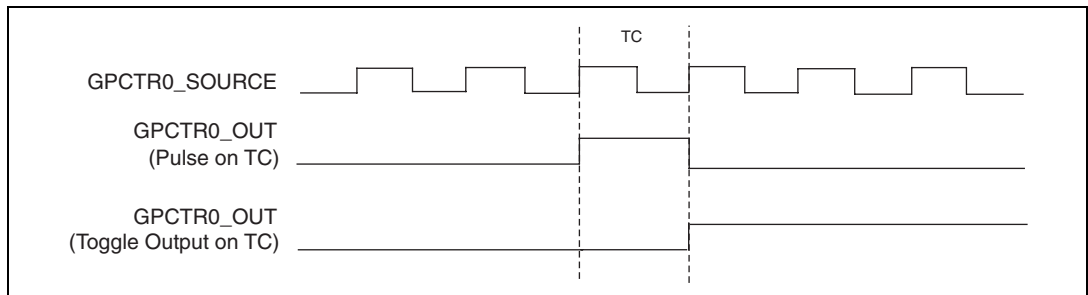 TC
GPCTR0_SOURCE
GPCTR0_OUT
(Pulse on TC)
GPCTR0_OUT
(Toggle Output on TC)